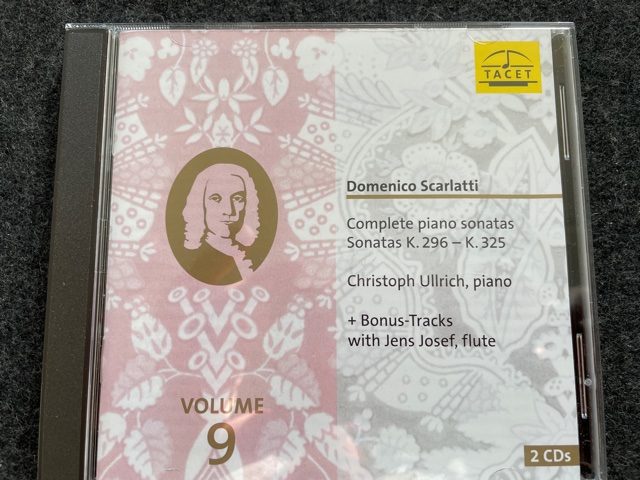 TACET
Domenico Scarlatti
Complete piano sonatas
Sonatas K. 296 – K. 325
Christoph Ullrich, piano
+ Bonus-Tracks
with Jens Josef, flute
VOLUME
9
2 CDs